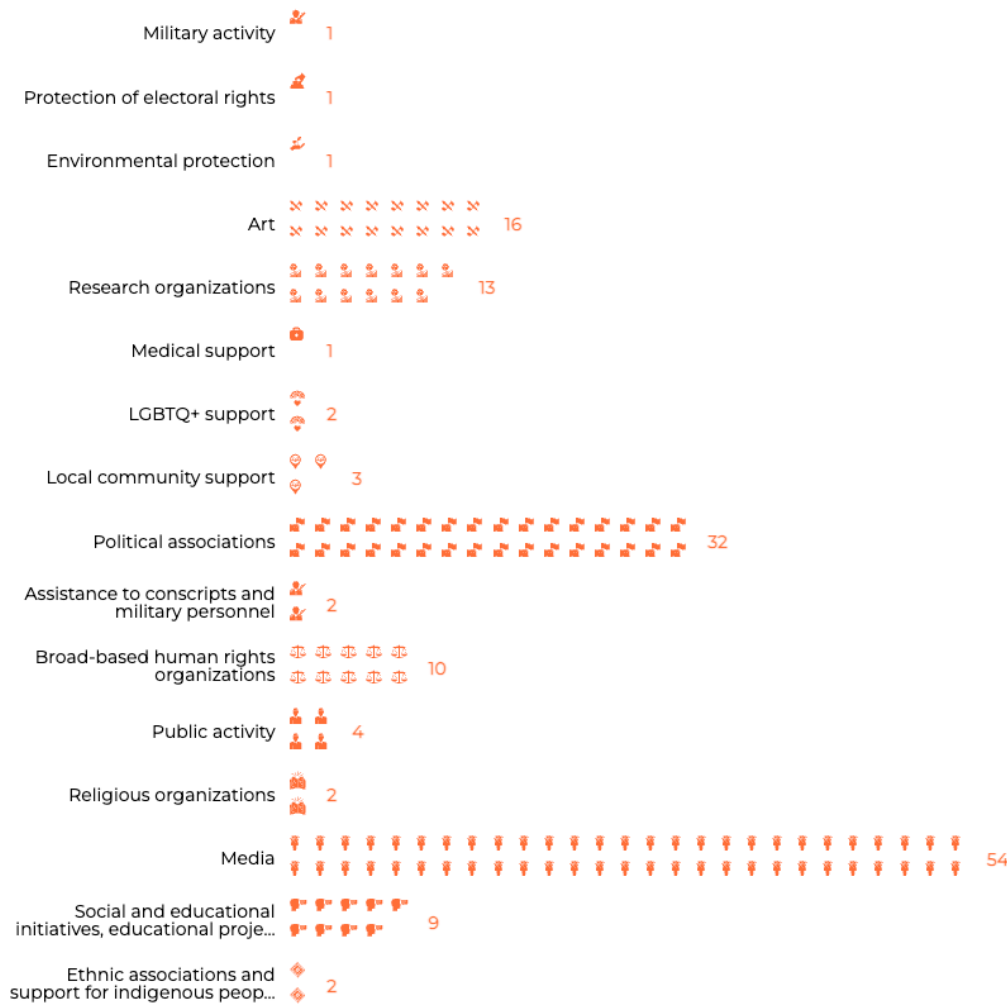 Military activity 1
Protection of electoral rights 1
Environmental protection 1
Art 16
Research organizations 13
Medical support 1
LGBTQ+ support 2
Local community support 3
Political associations 32
Assistance to conscripts and
military personnel 2
Broad-based human rights
organizations 10
Public activity 4
Religious organizations 2
Media 54
Social and educational
initiatives, educational proje... 9
Ethnic associations and
support for indigenous peop... 2